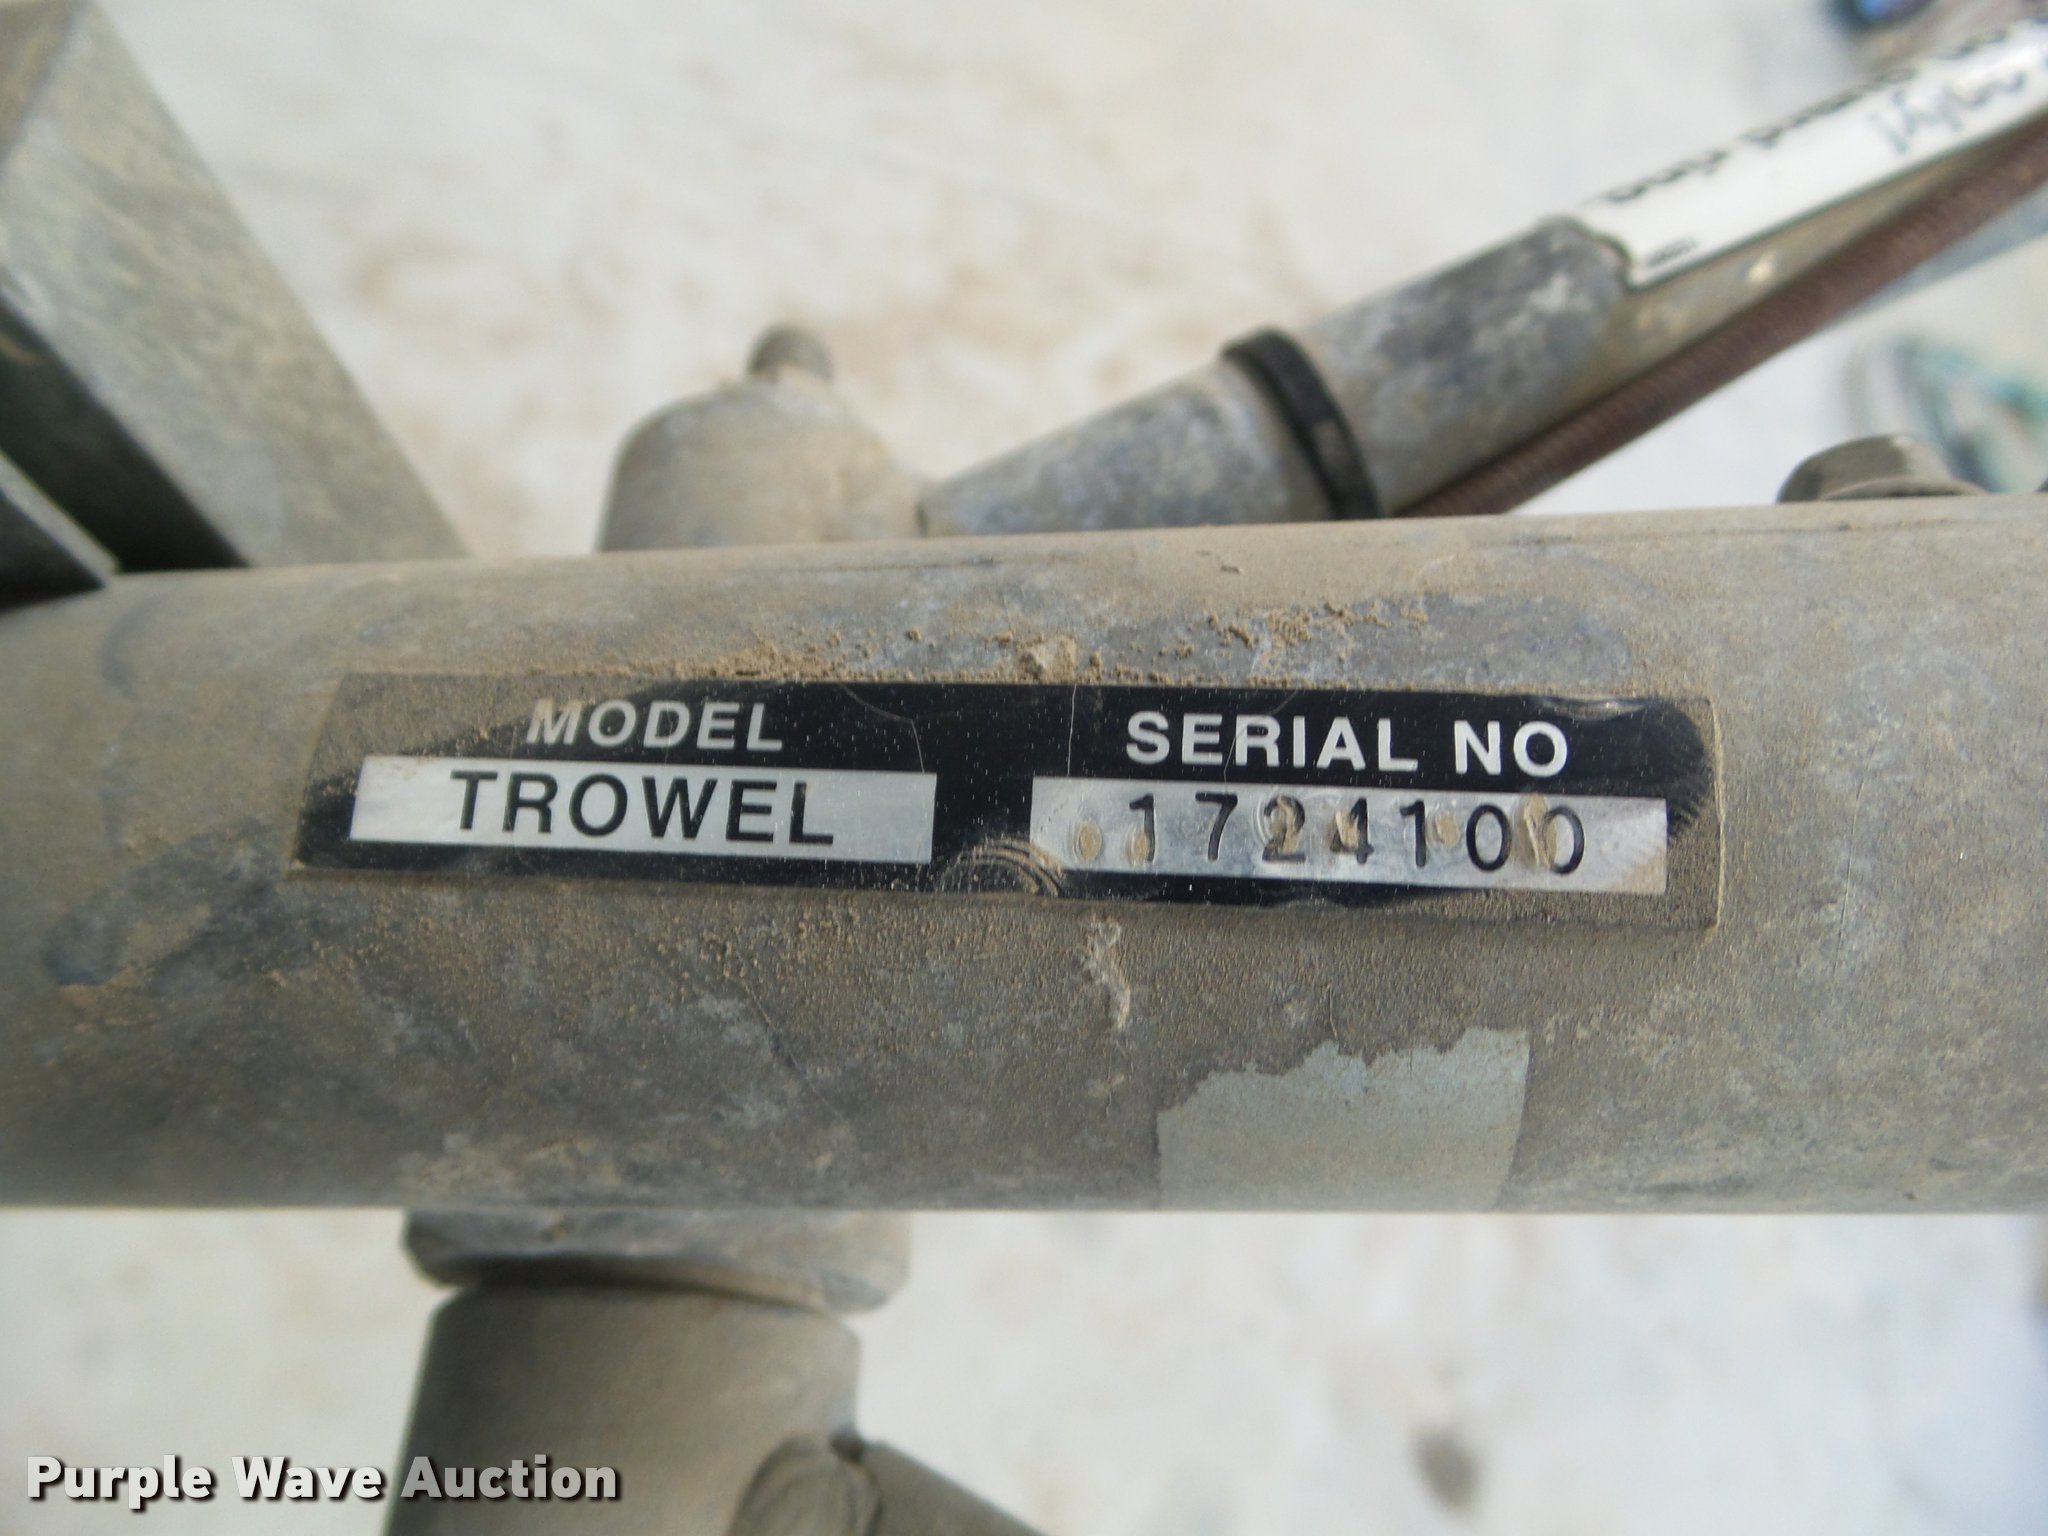 MODEL
TROWEL
SERIAL NO
1724100
Purple Wave Auction